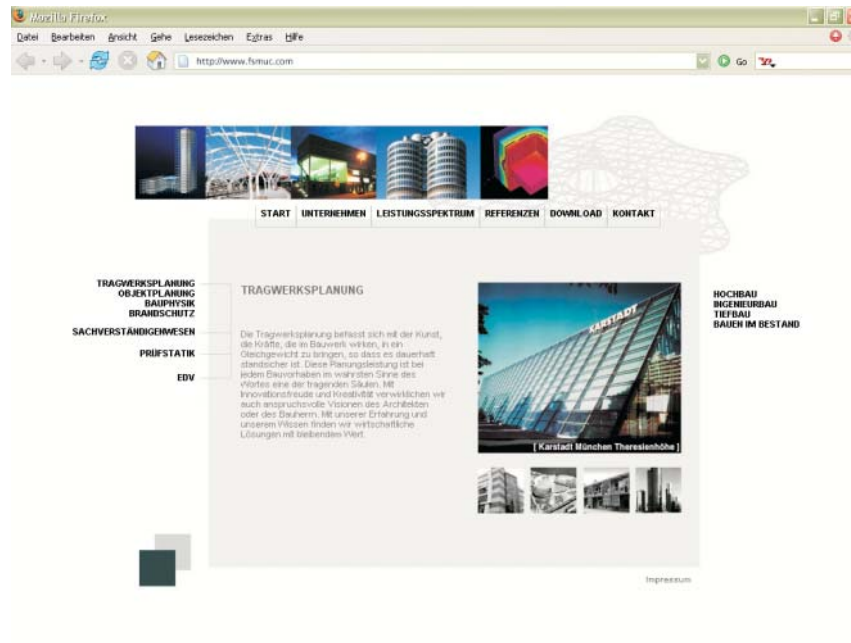 Mozilla Firefox
Datei Bearbeiten Ansicht Gehe Lesezeichen Extras Hilfe
http://www.fsmuc.com
Go
START UNTERNEHMEN LEISTUNGSSPEKTRUM REFERENZEN DOWNLOAD KONTAKT
TRAGWERKSPLANUNG
OBJEKTPLANUNG
BAUPHYSIK
BRANDSCHUTZ
SACHVERSTÄNDIGENWESEN
PRÜFSTATIK
EDV
TRAGWERKSPLANUNG
Die Tragwerksplanung befasst sich mit der Kunst,
die Kräfte, die im Bauwerk wirken, in ein
Gleichgewicht zu bringen, so dass es dauerhaft
standsicher ist. Diese Planungsleistung ist bei
jedem Bauvorhaben im wahrsten Sinne des
Wortes eine der tragenden Säulen. Mit
Innovationsfreude und Kreativität verwirklichen wir
auch anspruchsvolle Visionen des Architekten
oder des Bauherrn. Mit unserer Erfahrung und
unserem Wissen finden wir wirtschaftliche
Lösungen mit bleibendem Wert.
KARSTADT
[ Karstadt München Theresienhöhe ]
HOCHBAU
INGENIEURBAU
TIEFBAU
BAUEN IM BESTAND
Impressum